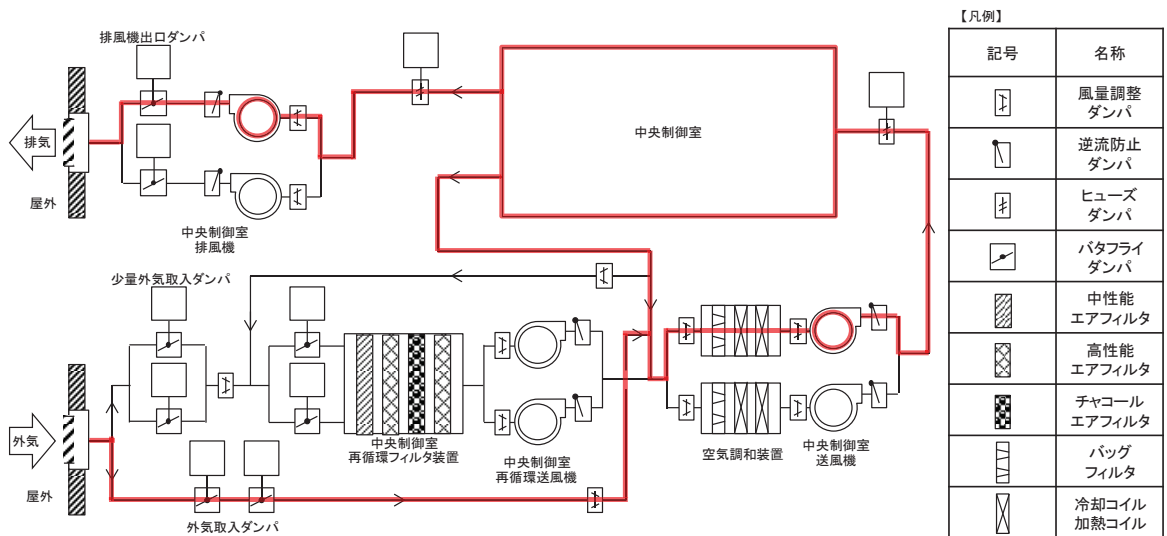 排風機出口ダンパ
排気
屋外
中央制御室
排風機
中央制御室
少量外気取入ダンパ
外気
屋外
中央制御室
再循環フィルタ装置
中央制御室
再循環送風機
外気取入ダンパ
空気調和装置
中央制御室
送風機
【凡例】
記号 名称
風量調整
ダンパ
逆流防止
ダンパ
ヒューズ
ダンパ
バタフライ
ダンパ
中性能
エアフィルタ
高性能
エアフィルタ
チャコール
エアフィルタ
バッグ
フィルタ
冷却コイル
加熱コイル